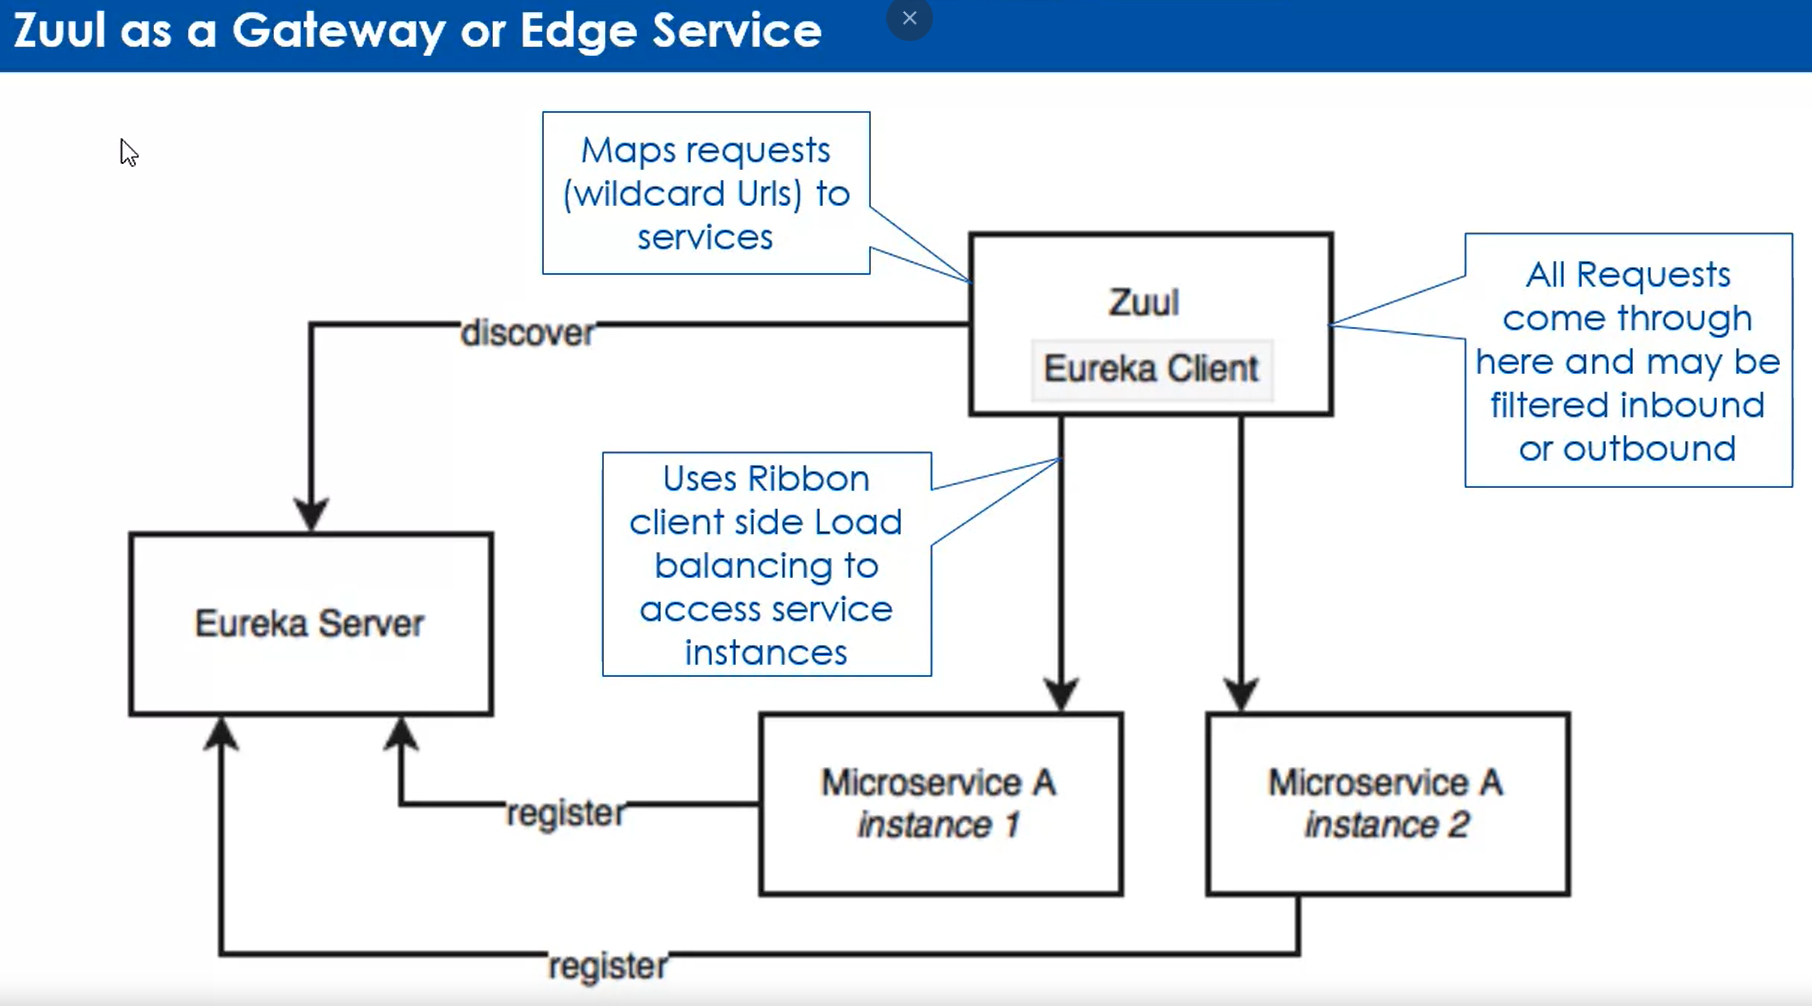 Zuul as a Gateway or Edge Service
Maps requests
(wildcard Urls) to
services
Zuul
Eureka Client
All Requests
come through
here and may be
filtered inbound
or outbound
discover
Uses Ribbon
client side Load
balancing to
access service
instances
Eureka Server
Microservice A
instance 1
Microservice A
instance 2
register
register